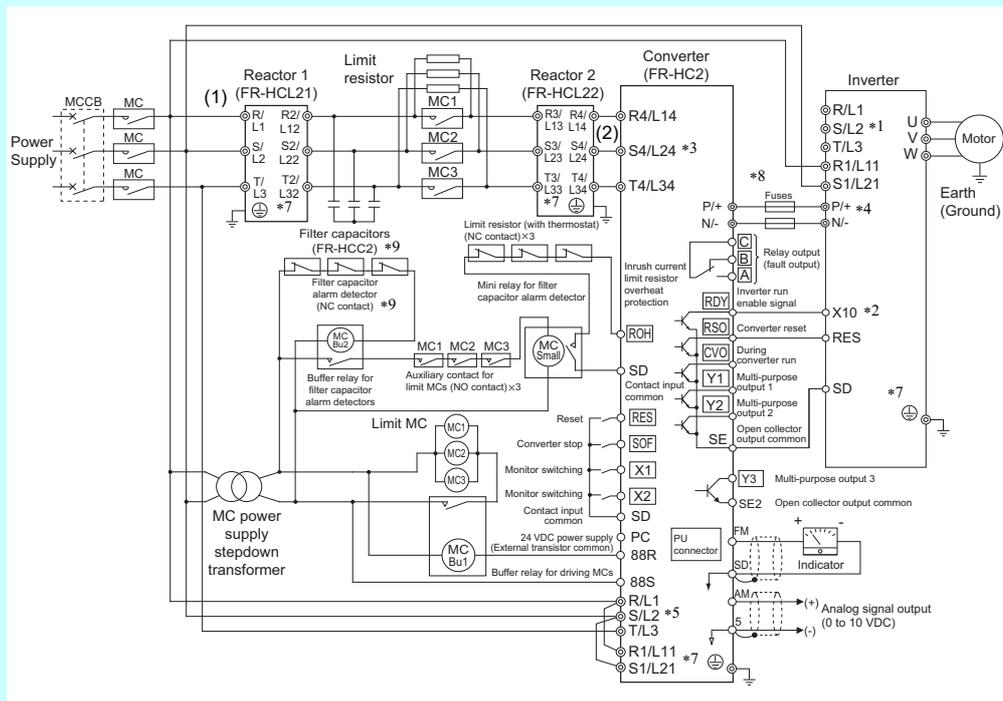 MCCB
MC
MC
MC
Power
Supply
(1)
Reactor 1
(FR-HCL21)
R/
L1
R2/
L12
S/
L2
S2/
L22
T/
L3
T2/
L32
*7
Limit
resistor
MC1
MC2
MC3
Reactor 2
(FR-HCL22)
R3/
L13
R4/
L14
S3/
L23
S4/
L24
T3/
L33
T4/
L34
*7
(2)
Converter
(FR-HC2)
R4/L14
S4/L24 *3
T4/L34
Inverter
R/L1
S/L2 *1
T/L3
R1/L11
S1/L21
P/+ *4
N/-
U
V
W
Motor
Earth
(Ground)
*8
Fuses
P/+
N/-
Filter capacitors
(FR-HCC2) *9
Filter capacitor
alarm detector
(NC contact) *9
Limit resistor (with thermostat)
(NC contact)×3
Mini relay for filter
capacitor alarm detector
Inrush current
limit resistor
overheat
protection
C
B
A
Relay output
(fault output)
RDY
Inverter run
enable signal
X10 *2
RSO
Converter reset
RES
CVO
During
converter run
Y1
Multi-purpose
output 1
Y2
Multi-purpose
output 2
SE
Open collector
output common
SD
*7
ROH
SD
Contact input
common
MC
Bu2
Buffer relay for
filter capacitor
alarm detectors
MC1
MC2
MC3
Auxiliary contact for
limit MCs (NO contact)×3
MC
Small
Limit MC
MC1
MC2
MC3
Reset
RES
Converter stop
SOF
Monitor switching
X1
Monitor switching
X2
Contact input
common
SD
24 VDC power supply
(External transistor common)
PC
MC
Bu1
88R
Buffer relay for driving MCs
88S
MC power
supply
stepdown
transformer
R/L1
S/L2 *5
T/L3
R1/L11
S1/L21
*7
Y3
Multi-purpose output 3
SE2
Open collector output common
PU
connector
FM
+
-
Indicator
SD
AM
(+)
5
(-)
Analog signal output
(0 to 10 VDC)